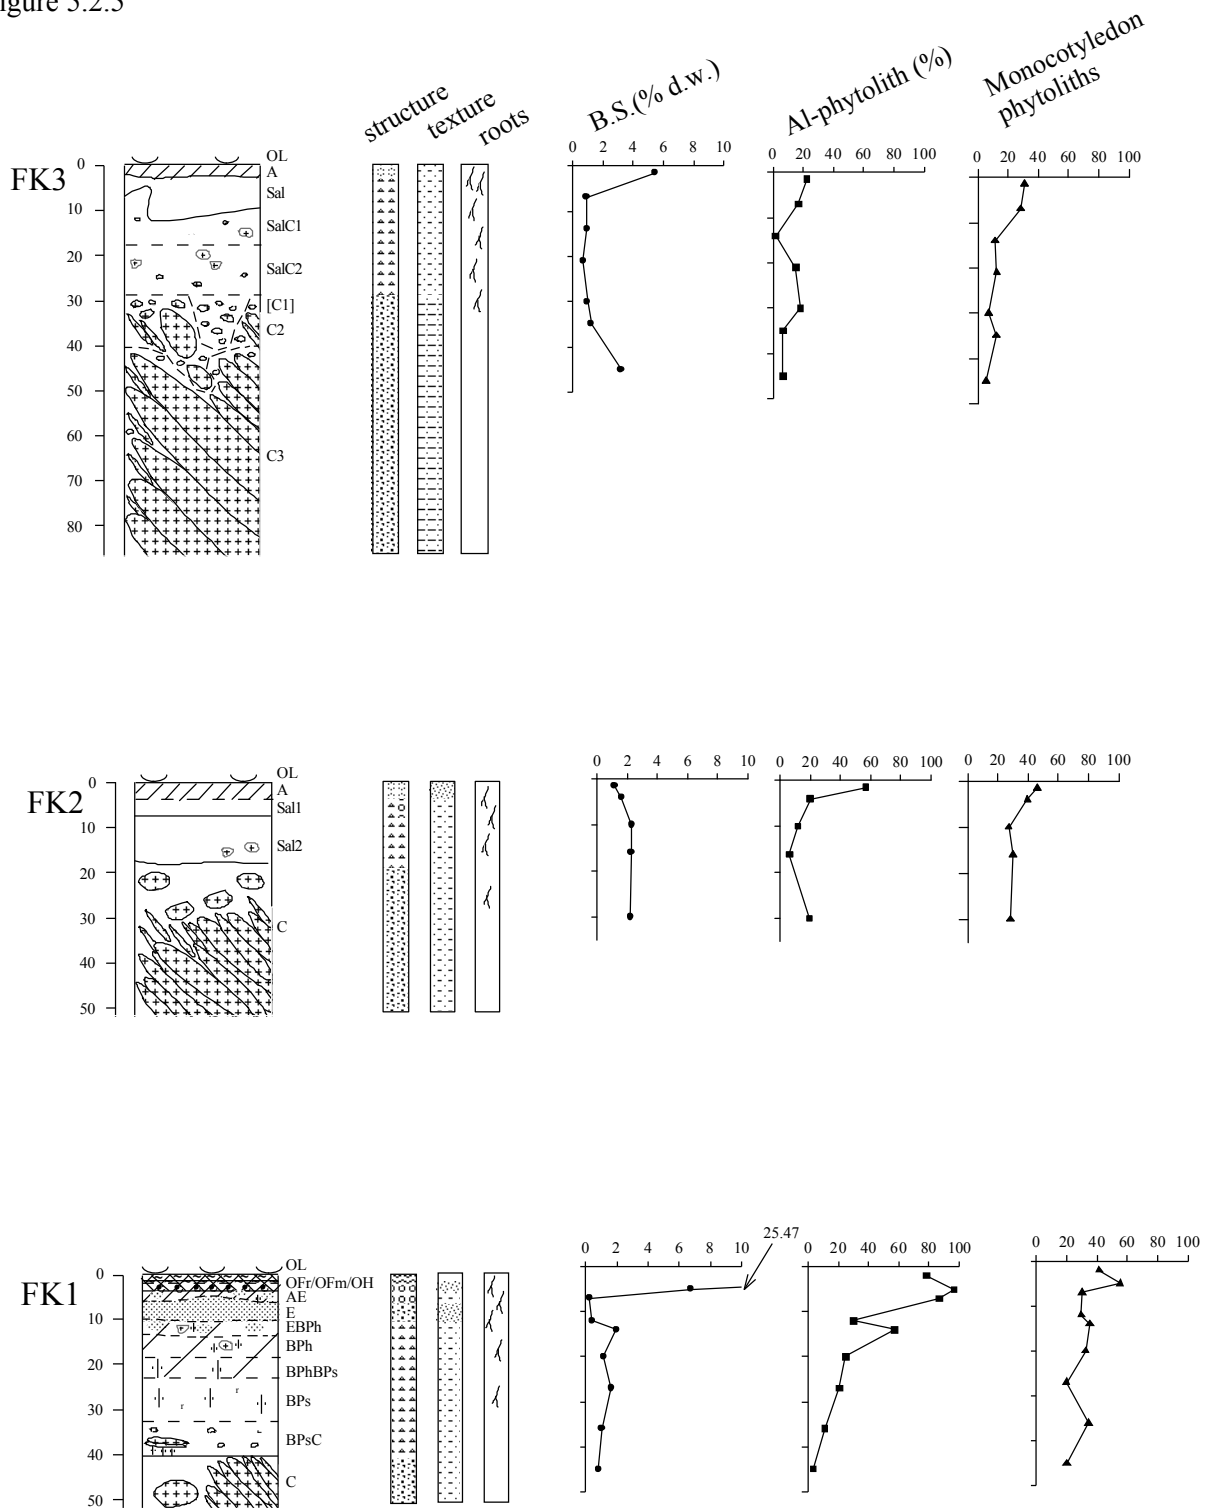 igure 5.2.5
structure texture roots B.S.(% d.w.) Al-phytolith (%) Monocotyledon phytoliths
FK3
0 10 20 30 40 50 60 70 80
OL
A
Sal
SalC1
SalC2
[C1]
C2
C3
0 2 4 6 8 10
0 20 40 60 80 100
0 20 40 60 80 100
FK2
0 10 20 30 40 50
OL
A
Sal1
Sal2
C
0 2 4 6 8 10
0 20 40 60 80 100
0 20 40 60 80 100
FK1
0 10 20 30 40 50
OL
OFr/OFm/OH
AE
E
EBPh
BPh
BPhBPs
BPs
BPsC
C
r r r
0 2 4 6 8 10
25.47
0 20 40 60 80 100
0 20 40 60 80 100